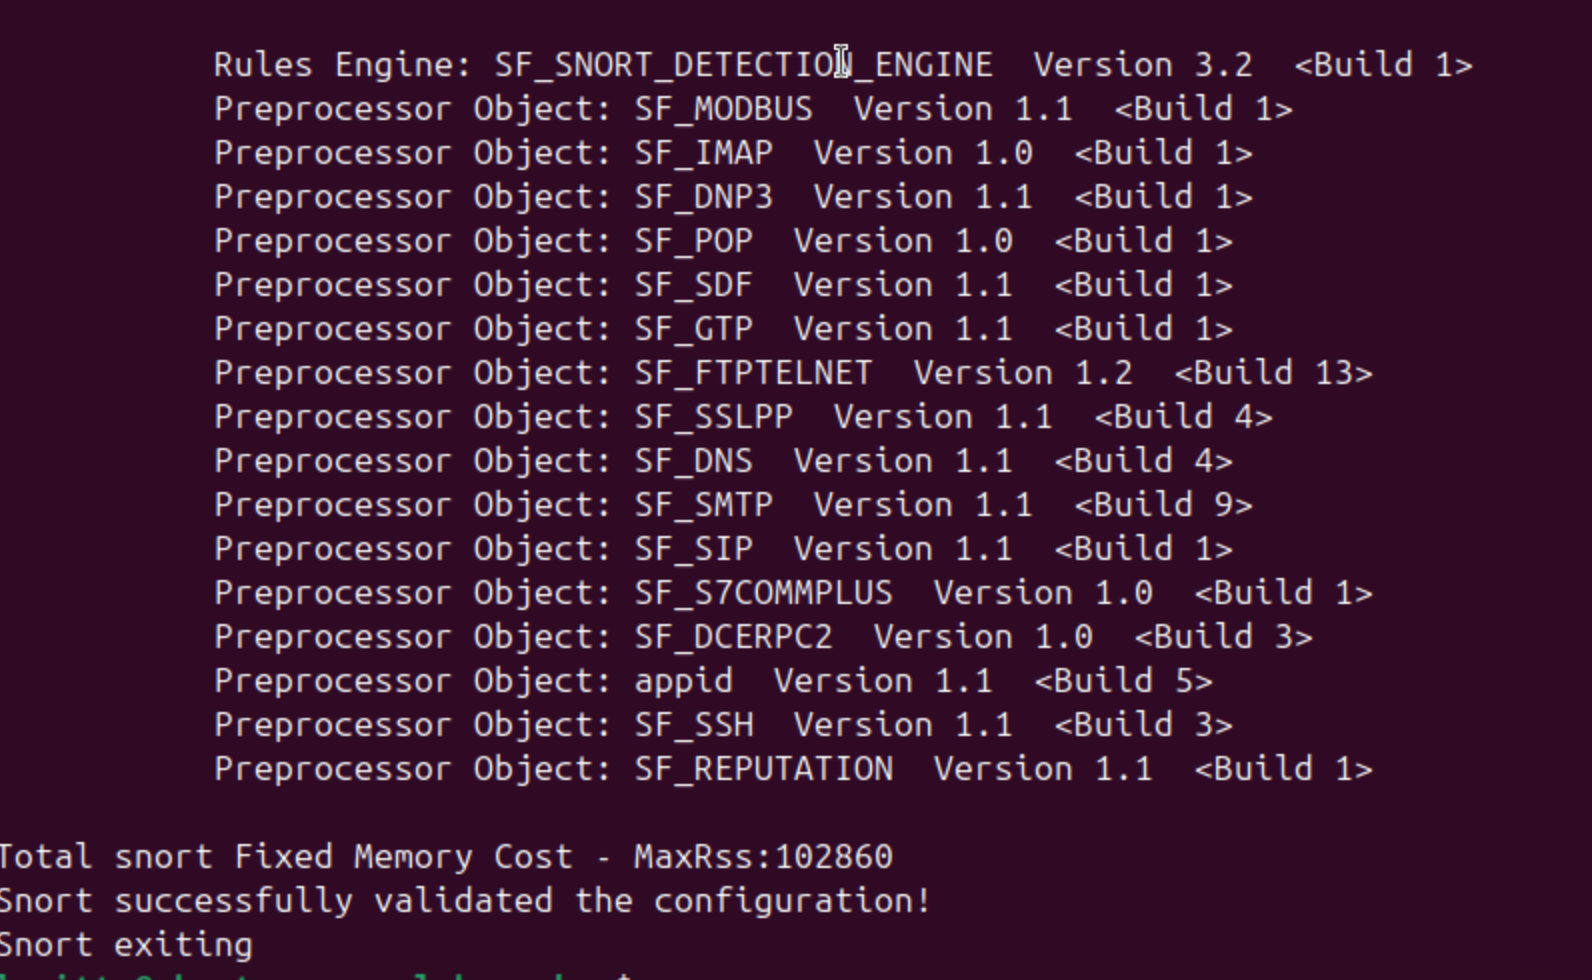 Rules Engine: SF_SNORT_DETECTION_ENGINE  Version 3.2  <Build 1>
Preprocessor Object: SF_MODBUS  Version 1.1  <Build 1>
Preprocessor Object: SF_IMAP  Version 1.0  <Build 1>
Preprocessor Object: SF_DNP3  Version 1.1  <Build 1>
Preprocessor Object: SF_POP  Version 1.0  <Build 1>
Preprocessor Object: SF_SDF  Version 1.1  <Build 1>
Preprocessor Object: SF_GTP  Version 1.1  <Build 1>
Preprocessor Object: SF_FTPTELNET  Version 1.2  <Build 13>
Preprocessor Object: SF_SSLPP  Version 1.1  <Build 4>
Preprocessor Object: SF_DNS  Version 1.1  <Build 4>
Preprocessor Object: SF_SMTP  Version 1.1  <Build 9>
Preprocessor Object: SF_SIP  Version 1.1  <Build 1>
Preprocessor Object: SF_S7COMMPLUS  Version 1.0  <Build 1>
Preprocessor Object: SF_DCERPC2  Version 1.0  <Build 3>
Preprocessor Object: appid  Version 1.1  <Build 5>
Preprocessor Object: SF_SSH  Version 1.1  <Build 3>
Preprocessor Object: SF_REPUTATION  Version 1.1  <Build 1>
Total snort Fixed Memory Cost - MaxRss:102860
Snort successfully validated the configuration!
Snort exiting